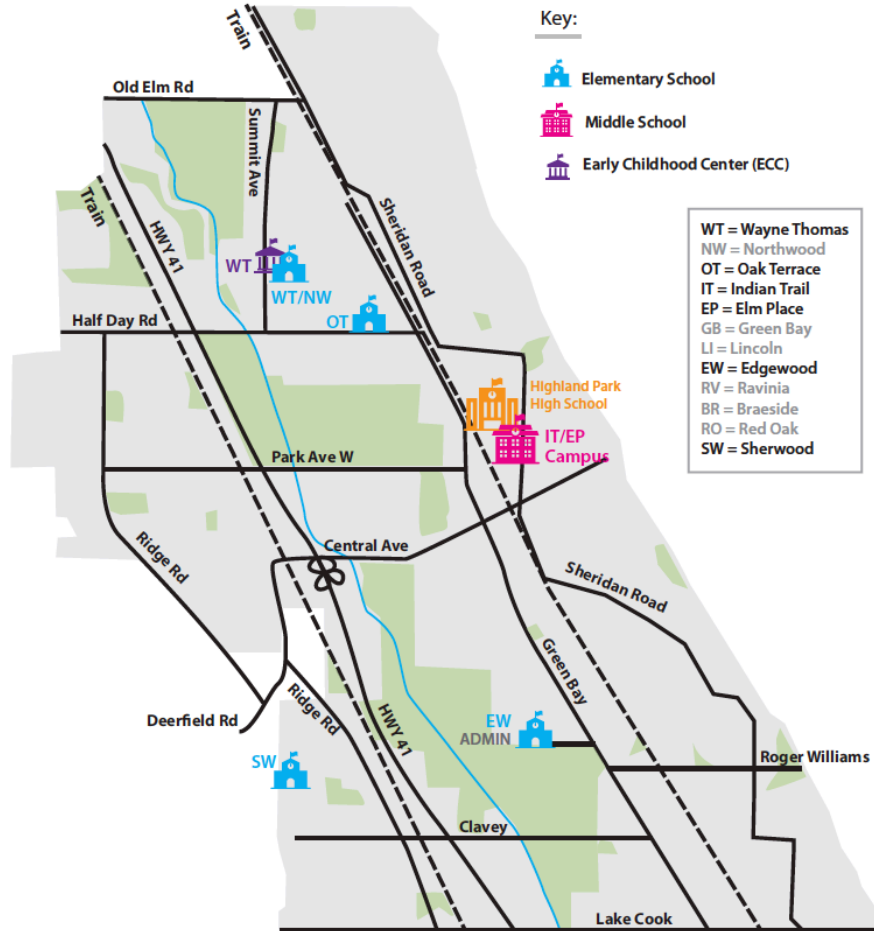 Train
Key:
Elementary School
Middle School
Early Childhood Center (ECC)
Old Elm Rd
Summit Ave
Train
HWY 41
Sheridan Road
WT
WT/NW
OT
Half Day Rd
WT = Wayne Thomas
NW = Northwood
OT = Oak Terrace
IT = Indian Trail
EP = Elm Place
GB = Green Bay
LI = Lincoln
EW = Edgewood
RV = Ravinia
BR = Braeside
RO = Red Oak
SW = Sherwood
Highland Park
High School
IT/EP
Campus
Park Ave W
Ridge Rd
Central Ave
Sheridan Road
Green Bay
Deerfield Rd
Ridge Rd
HWY 41
EW
ADMIN
SW
Roger Williams
Clavey
Lake Cook